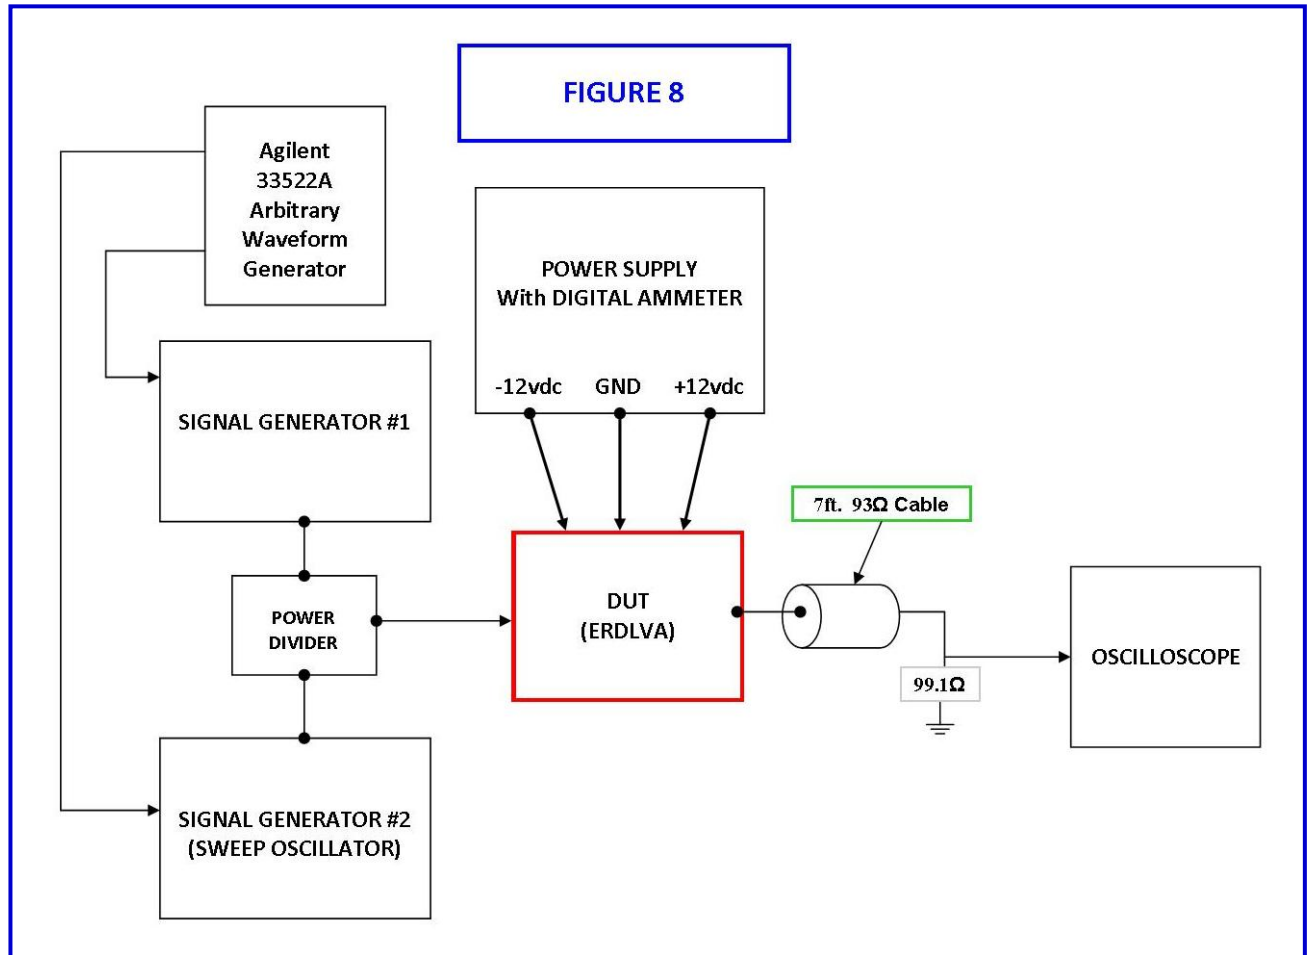 FIGURE 8
Agilent
33522A
Arbitrary
Waveform
Generator
POWER SUPPLY
With DIGITAL AMMETER
-12vdc GND +12vdc
SIGNAL GENERATOR #1
7ft. 93Ω Cable
POWER
DIVIDER
DUT
(ERDLVA)
99.1Ω
OSCILLOSCOPE
SIGNAL GENERATOR #2
(SWEEP OSCILLATOR)